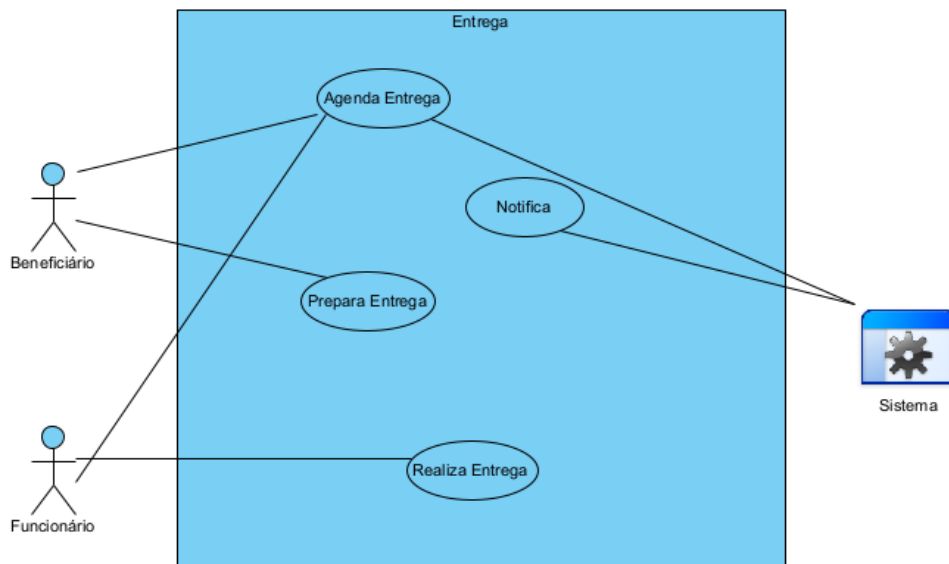 Entrega
Agenda Entrega
Notifica
Beneficiário
Prepara Entrega
Sistema
Realiza Entrega
Funcionário